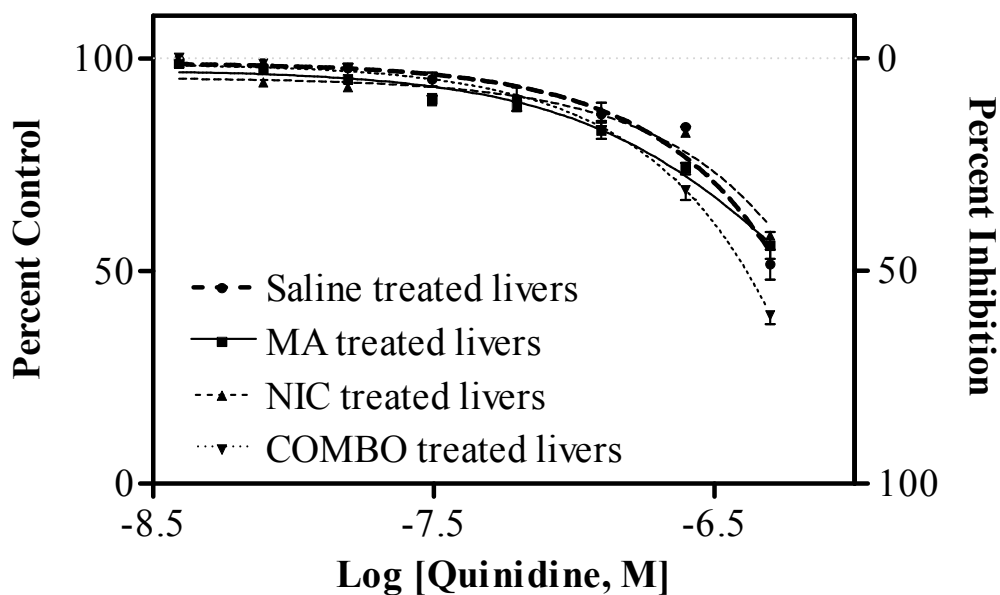 Percent Control
100
50
0
Saline treated livers
MA treated livers
NIC treated livers
COMBO treated livers
0
50
100
Percent Inhibition
-8.5
-7.5
-6.5
Log [Quinidine, M]